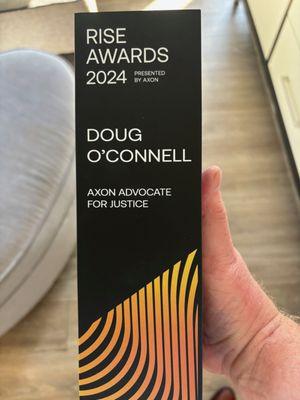 RISE
AWARDS
2024 PRESENTED
BY AXON
DOUG
O'CONNELL
AXON ADVOCATE
FOR JUSTICE